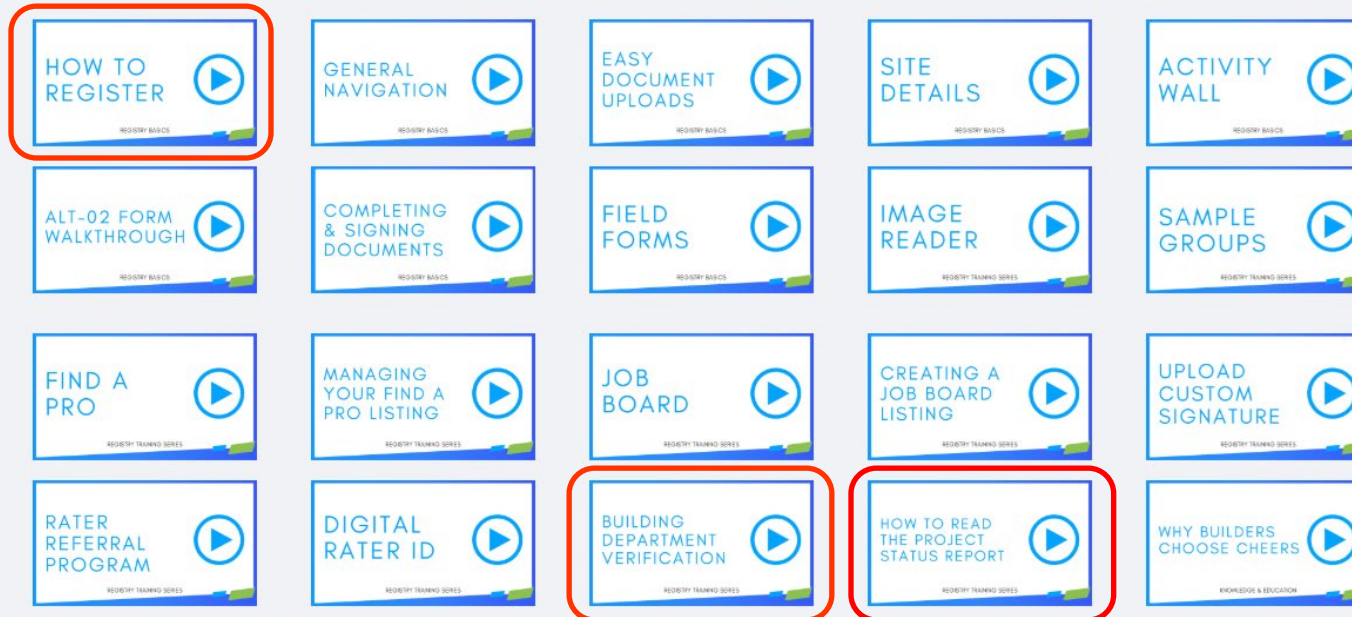 HOW TO
REGISTER
REGISTRY BASICS
GENERAL
NAVIGATION
REGISTRY BASICS
EASY
DOCUMENT
UPLOADS
REGISTRY BASICS
SITE
DETAILS
REGISTRY BASICS
ACTIVITY
WALL
REGISTRY BASICS
ALT-02 FORM
WALKTHROUGH
REGISTRY BASICS
COMPLETING
& SIGNING
DOCUMENTS
REGISTRY BASICS
FIELD
FORMS
REGISTRY BASICS
IMAGE
READER
REGISTRY TRAINING SERIES
SAMPLE
GROUPS
REGISTRY TRAINING SERIES
FIND A
PRO
REGISTRY TRAINING SERIES
MANAGING
YOUR FIND A
PRO LISTING
REGISTRY TRAINING SERIES
JOB
BOARD
REGISTRY TRAINING SERIES
CREATING A
JOB BOARD
LISTING
REGISTRY TRAINING SERIES
UPLOAD
CUSTOM
SIGNATURE
REGISTRY TRAINING SERIES
RATER
REFERRAL
PROGRAM
REGISTRY TRAINING SERIES
DIGITAL
RATER ID
REGISTRY TRAINING SERIES
BUILDING
DEPARTMENT
VERIFICATION
REGISTRY TRAINING SERIES
HOW TO READ
THE PROJECT
STATUS REPORT
REGISTRY TRAINING SERIES
WHY BUILDERS
CHOOSE CHEERS
KNOWLEDGE & EDUCATION